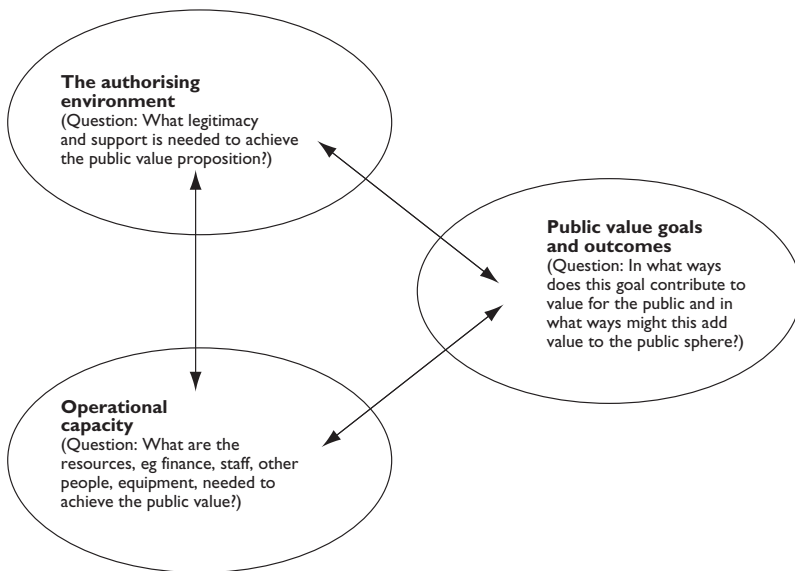 The authorising
environment
(Question: What legitimacy
and support is needed to achieve
the public value proposition?)
Public value goals
and outcomes
(Question: In what ways
does this goal contribute to
value for the public and in
what ways might this add
value to the public sphere?)
Operational
capacity
(Question: What are the
resources, eg finance, staff, other
people, equipment, needed to
achieve the public value?)